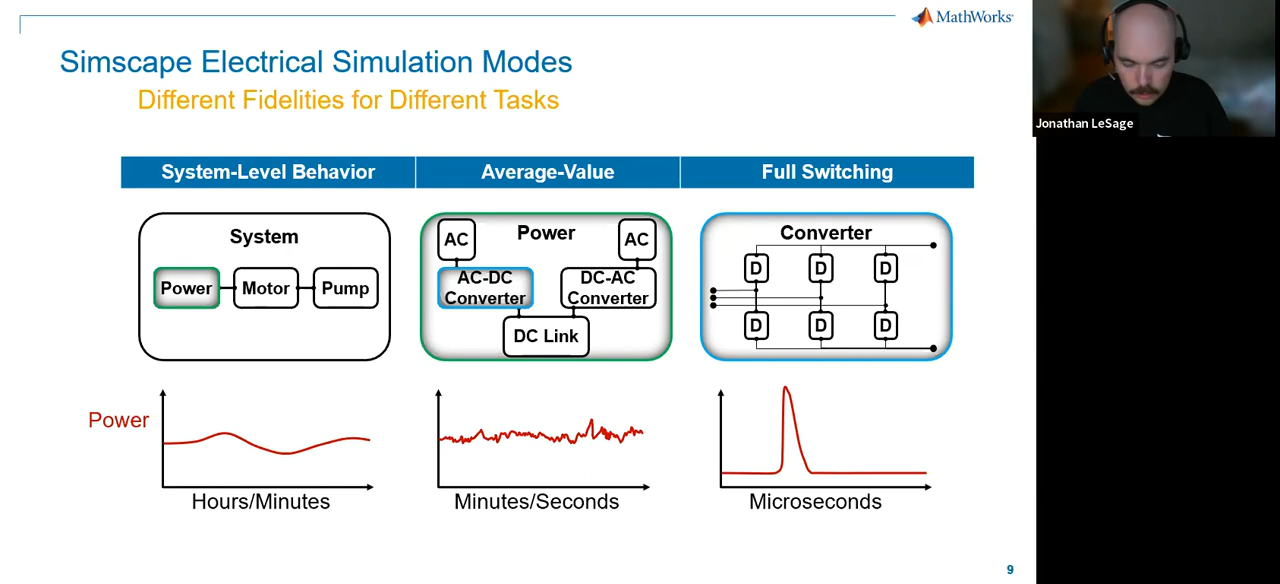 MathWorks
Simscape Electrical Simulation Modes
Different Fidelities for Different Tasks
Jonathan LeSage
System-Level Behavior
Average-Value
Full Switching
System
Power
Motor
Pump
AC
Power
AC
AC-DC
Converter
DC-AC
Converter
DC Link
Converter
D
D
D
D
D
D
Power
Hours/Minutes
Minutes/Seconds
Microseconds
9